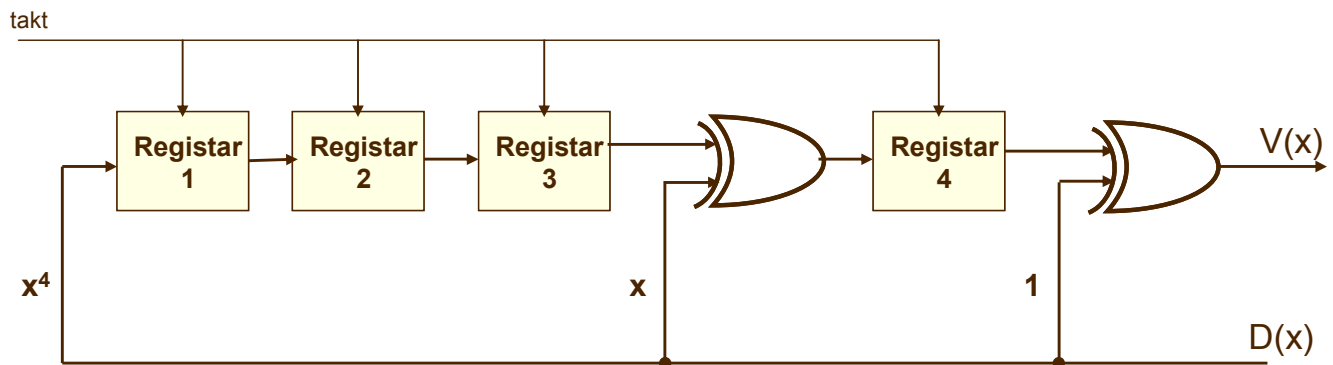 takt
Registar
1
Registar
2
Registar
3
Registar
4
V(x)
x⁴
x
1
D(x)